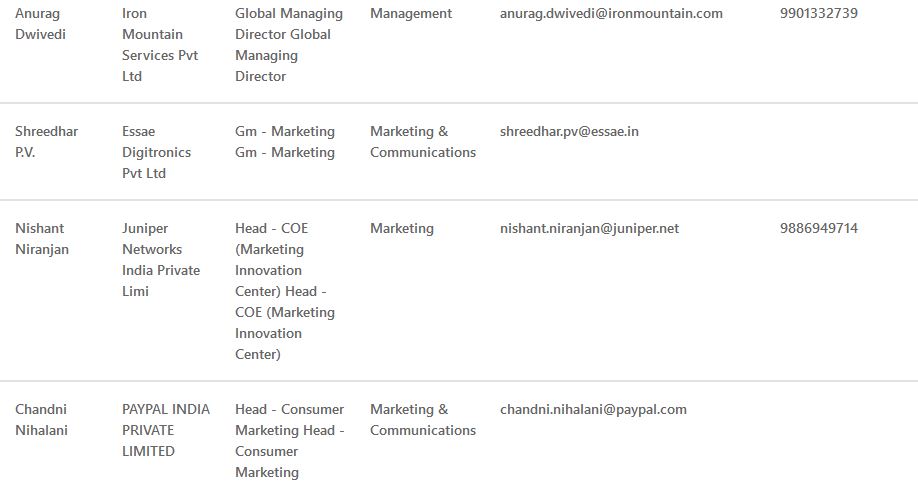 Anurag Dwivedi
Iron Mountain Services Pvt Ltd
Global Managing Director Global Managing Director
Management
anurag.dwivedi@ironmountain.com
9901332739
Shreedhar P.V.
Essae Digitronics Pvt Ltd
Gm - Marketing Gm - Marketing
Marketing & Communications
shreedhar.pv@essae.in
Nishant Niranjan
Juniper Networks India Private Limi
Head - COE (Marketing Innovation Center) Head - COE (Marketing Innovation Center)
Marketing
nishant.niranjan@juniper.net
9886949714
Chandni Nihalani
PAYPAL INDIA PRIVATE LIMITED
Head - Consumer Marketing Head - Consumer Marketing
Marketing & Communications
chandni.nihalani@paypal.com